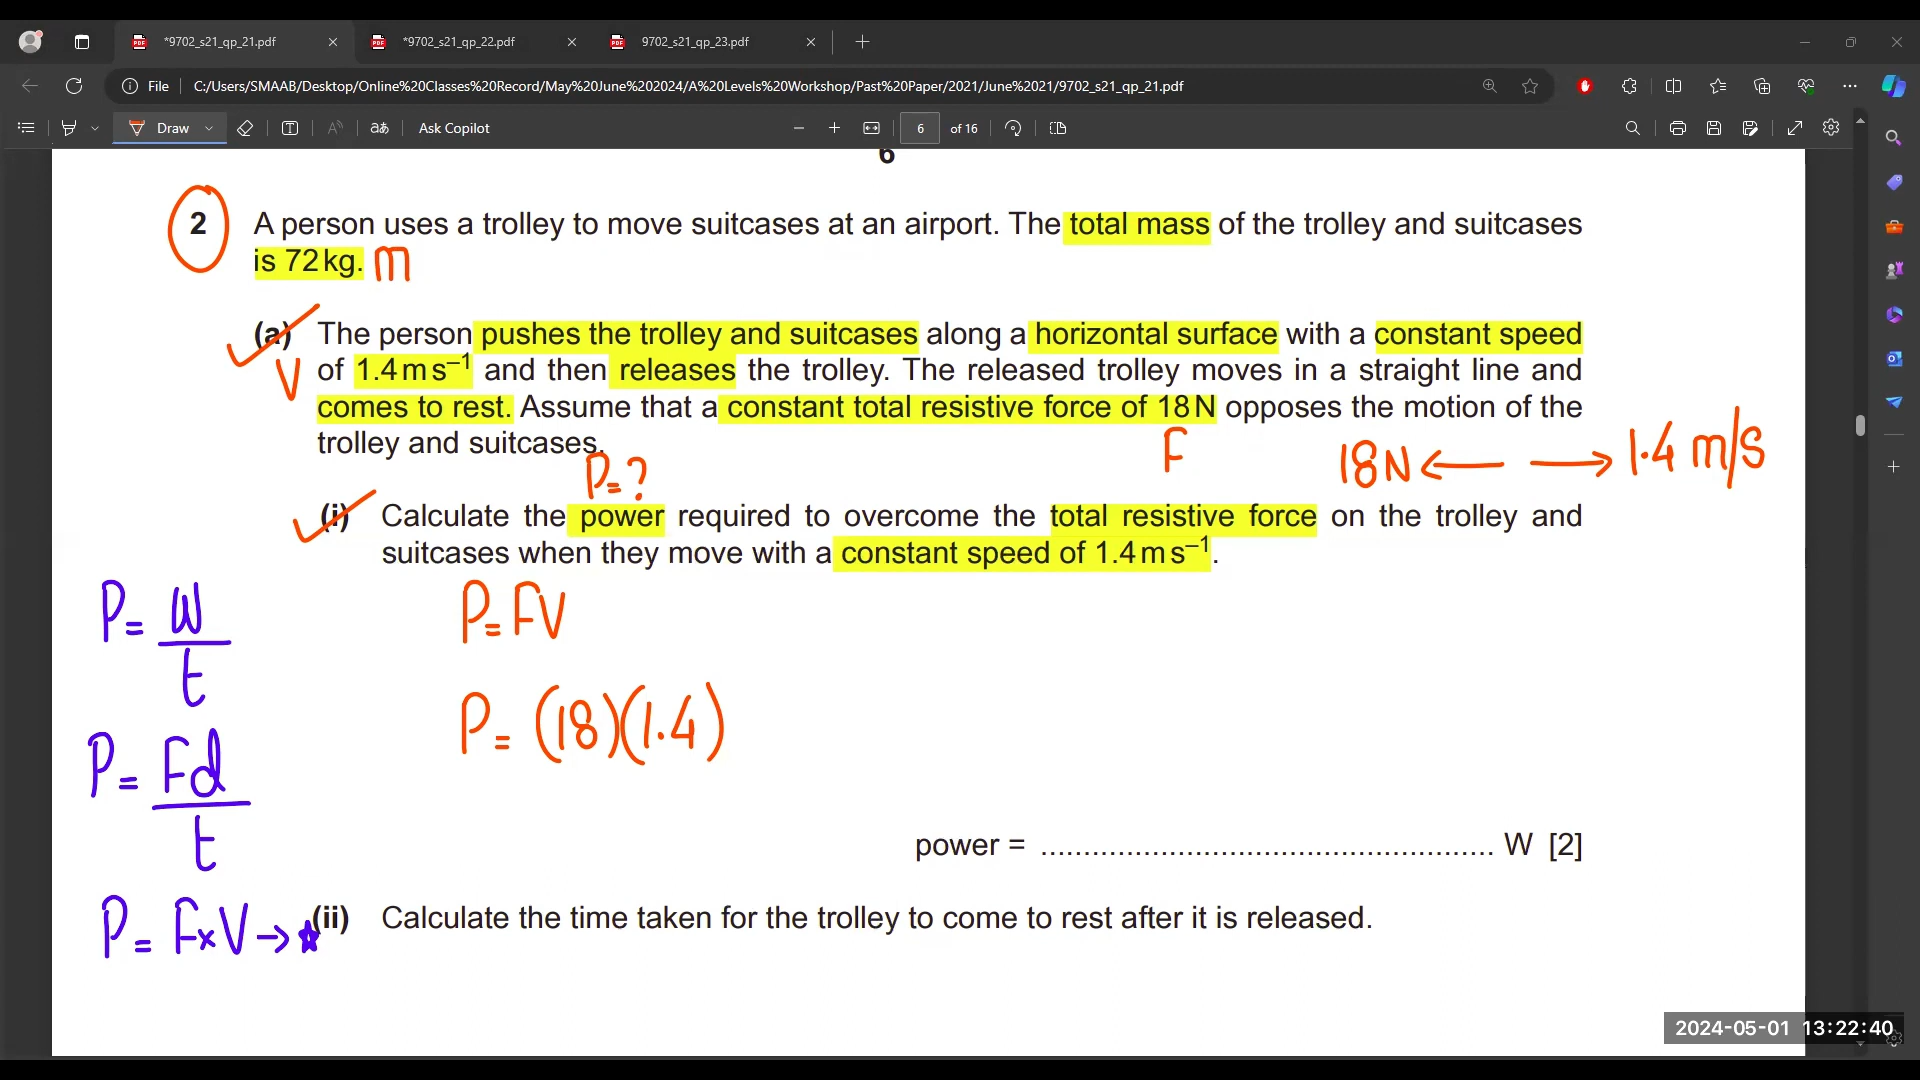 *9702_s21_qp_21.pdf
*9702_s21_qp_22.pdf
9702_s21_qp_23.pdf
File
C:/Users/SMAAB/Desktop/Online%20Classes%20Record/May%20June%202024/A%20Levels%20Workshop/Past%20Paper/2021/June%2021/9702_s21_qp_21.pdf
Draw
Ask Copilot
6 of 16
6
2 A person uses a trolley to move suitcases at an airport. The total mass of the trolley and suitcases
is 72 kg. m
(a) The person pushes the trolley and suitcases along a horizontal surface with a constant speed
V of 1.4 m s⁻¹ and then releases the trolley. The released trolley moves in a straight line and
comes to rest. Assume that a constant total resistive force of 18 N opposes the motion of the
trolley and suitcases.
F
18N ← → 1.4 m/s
P=?
(i) Calculate the power required to overcome the total resistive force on the trolley and
suitcases when they move with a constant speed of 1.4 m s⁻¹.
P= W
t
P= FV
P= (18)(1.4)
P= Fd
t
power = .................................................... W [2]
P= F×V → ★
(ii) Calculate the time taken for the trolley to come to rest after it is released.
2024-05-01 13:22:40